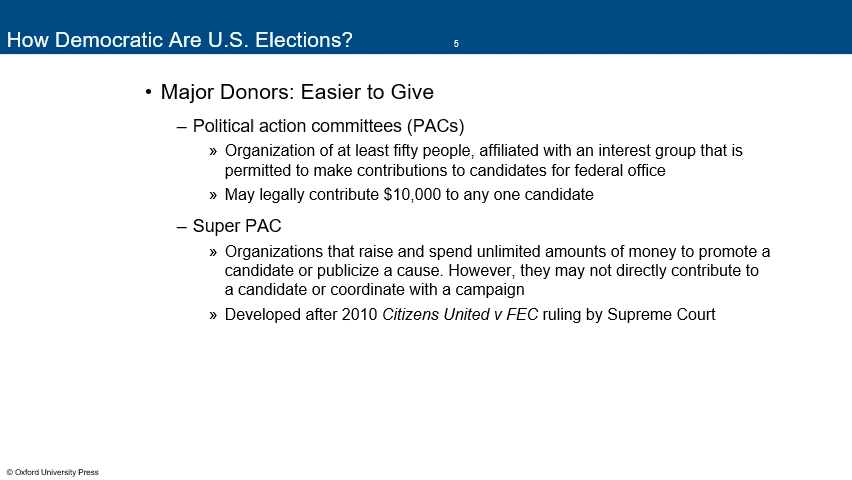 How Democratic Are U.S. Elections?
5
• Major Donors: Easier to Give
– Political action committees (PACs)
» Organization of at least fifty people, affiliated with an interest group that is
permitted to make contributions to candidates for federal office
» May legally contribute $10,000 to any one candidate
– Super PAC
» Organizations that raise and spend unlimited amounts of money to promote a
candidate or publicize a cause. However, they may not directly contribute to
a candidate or coordinate with a campaign
» Developed after 2010 Citizens United v FEC ruling by Supreme Court
© Oxford University Press